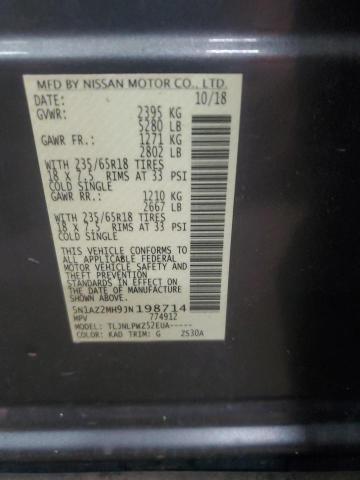 MFD BY NISSAN MOTOR CO., LTD.
DATE: 10/18
GVWR: 2395 KG
5280 LB
GAWR FR.: 1271 KG
2802 LB
WITH 235/65R18 TIRES
18 X 7.5 RIMS AT 33 PSI
COLD SINGLE
GAWR RR.: 1210 KG
2667 LB
WITH 235/65R18 TIRES
18 X 7.5 RIMS AT 33 PSI
COLD SINGLE
THIS VEHICLE CONFORMS TO
ALL APPLICABLE FEDERAL
MOTOR VEHICLE SAFETY AND
THEFT PREVENTION STANDARDS
IN EFFECT ON THE DATE OF
MANUFACTURE SHOWN ABOVE.
5N1AZ2MH9JN198714
MPV 774912
MODEL: TLJNLPWZ52EUA-----
COLOR: KAD TRIM: G ZS30A